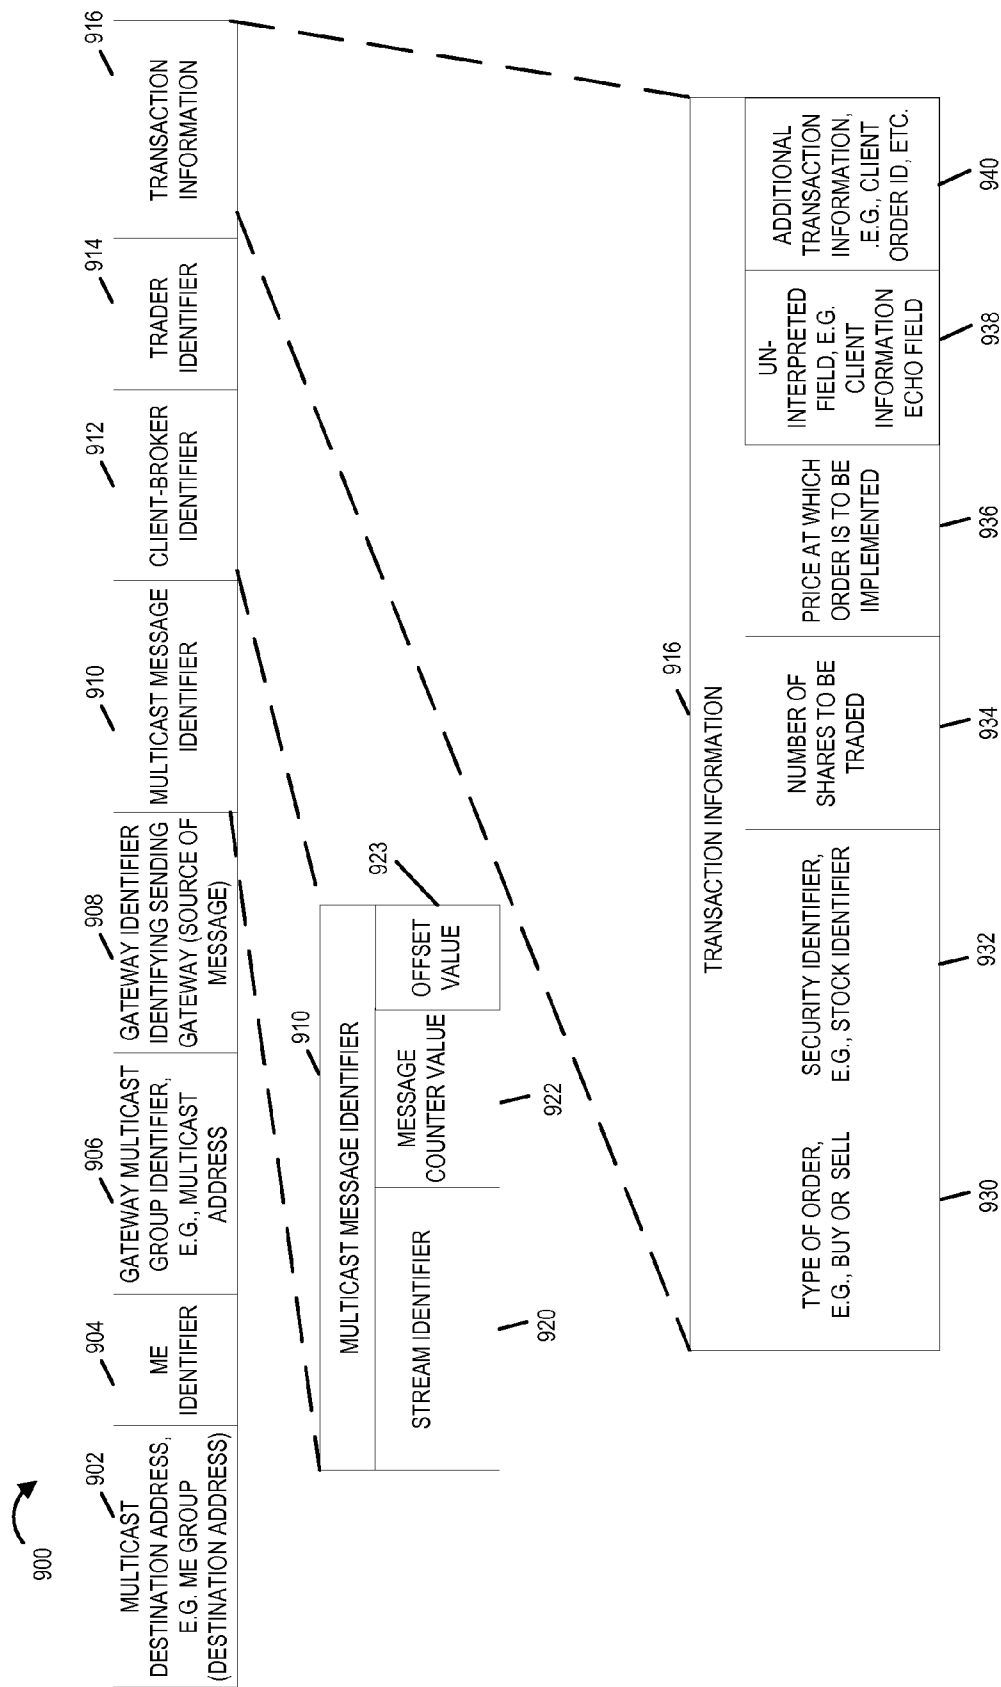 900
902
904
906
908
910
912
914
916
MULTICAST
DESTINATION ADDRESS,
E.G. ME GROUP
(DESTINATION ADDRESS)
ME
IDENTIFIER
GATEWAY MULTICAST
GROUP IDENTIFIER,
E.G., MULTICAST
ADDRESS
GATEWAY IDENTIFIER
IDENTIFYING SENDING
GATEWAY (SOURCE OF
MESSAGE)
MULTICAST MESSAGE
IDENTIFIER
CLIENT-BROKER
IDENTIFIER
TRADER
IDENTIFIER
TRANSACTION
INFORMATION
910
MULTICAST MESSAGE IDENTIFIER
923
STREAM IDENTIFIER
MESSAGE
COUNTER VALUE
OFFSET
VALUE
920
922
916
TRANSACTION INFORMATION
TYPE OF ORDER,
E.G., BUY OR SELL
SECURITY IDENTIFIER,
E.G., STOCK IDENTIFIER
NUMBER OF
SHARES TO BE
TRADED
PRICE AT WHICH
ORDER IS TO BE
IMPLEMENTED
UN-
INTERPRETED
FIELD, E.G.
CLIENT
INFORMATION
ECHO FIELD
ADDITIONAL
TRANSACTION
INFORMATION,
.E.G., CLIENT
ORDER ID, ETC.
930
932
934
936
938
940